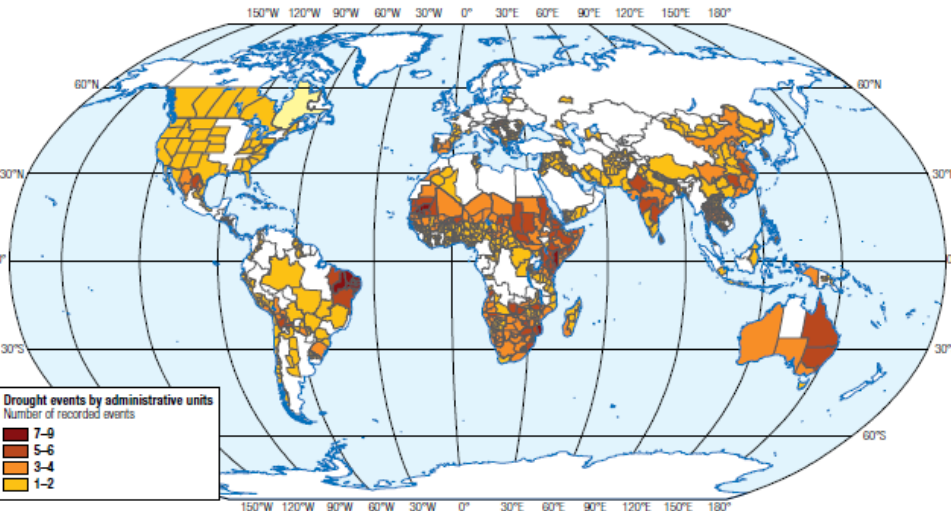 150°W 120°W 90°W 60°W 30°W 0° 30°E 60°E 90°E 120°E 150°E 180°
60°N 60°N
30°N 30°N
0° 0°
30°S 30°S
60°S
Drought events by administrative units
Number of recorded events
7–9
5–6
3–4
1–2
150°W 120°W 90°W 60°W 30°W 0° 30°E 60°E 90°E 120°E 150°E 180°